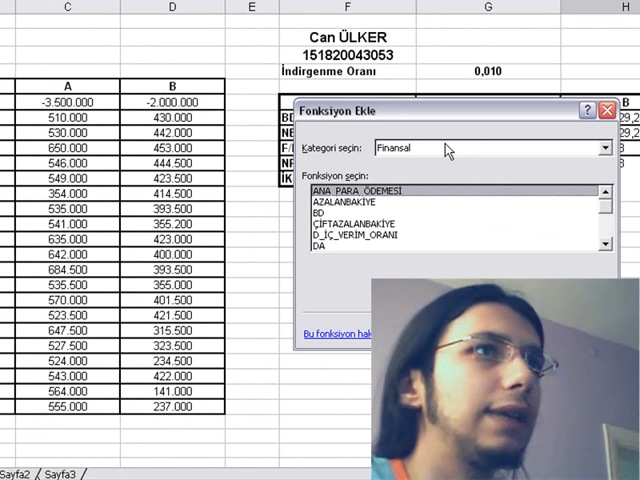 C D E F G H
Can ÜLKER
151820043053
İndirgenme Oranı 0,010
A B B
-3.500.000 -2.000.000
510.000 430.000
530.000 442.000
650.000 453.000
546.000 444.500
549.000 423.500
354.000 414.500
535.000 393.500
541.000 355.200
635.000 423.000
642.000 400.000
684.500 393.500
535.500 355.000
570.000 401.500
523.500 421.500
647.500 315.500
527.500 323.500
524.000 234.500
543.000 422.000
564.000 141.000
555.000 237.000
Fonksiyon Ekle
Kategori seçin: Finansal
Fonksiyon seçin:
ANA_PARA_ÖDEMESİ
AZALANBAKİYE
BD
ÇİFTAZALANBAKİYE
D_İÇ_VERİM_ORANI
DA
Bu fonksiyon hak
Sayfa2 Sayfa3